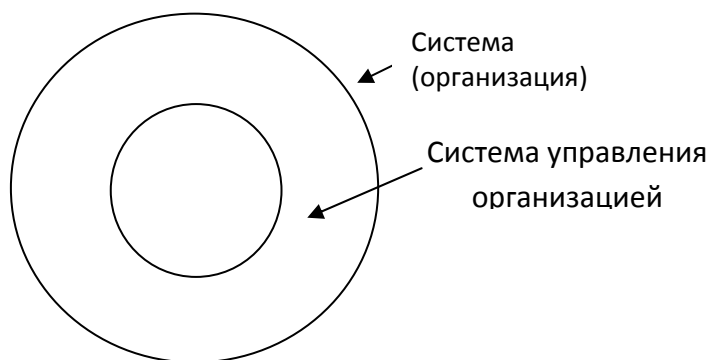 Система
(организация)
Система управления
организацией